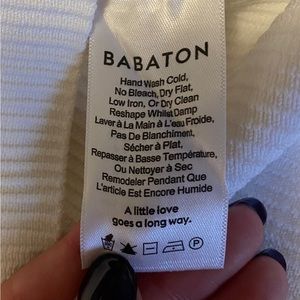 BABATON
Hand Wash Cold,
No Bleach, Dry Flat,
Low Iron, Or Dry Clean
Reshape Whilst Damp
Laver à La Main à L'eau Froide,
Pas De Blanchiment,
Sécher à Plat,
Repasser à Basse Température,
Ou Nettoyer à Sec
Remodeler Pendant Que
L'article Est Encore Humide
A little love
goes a long way.
P